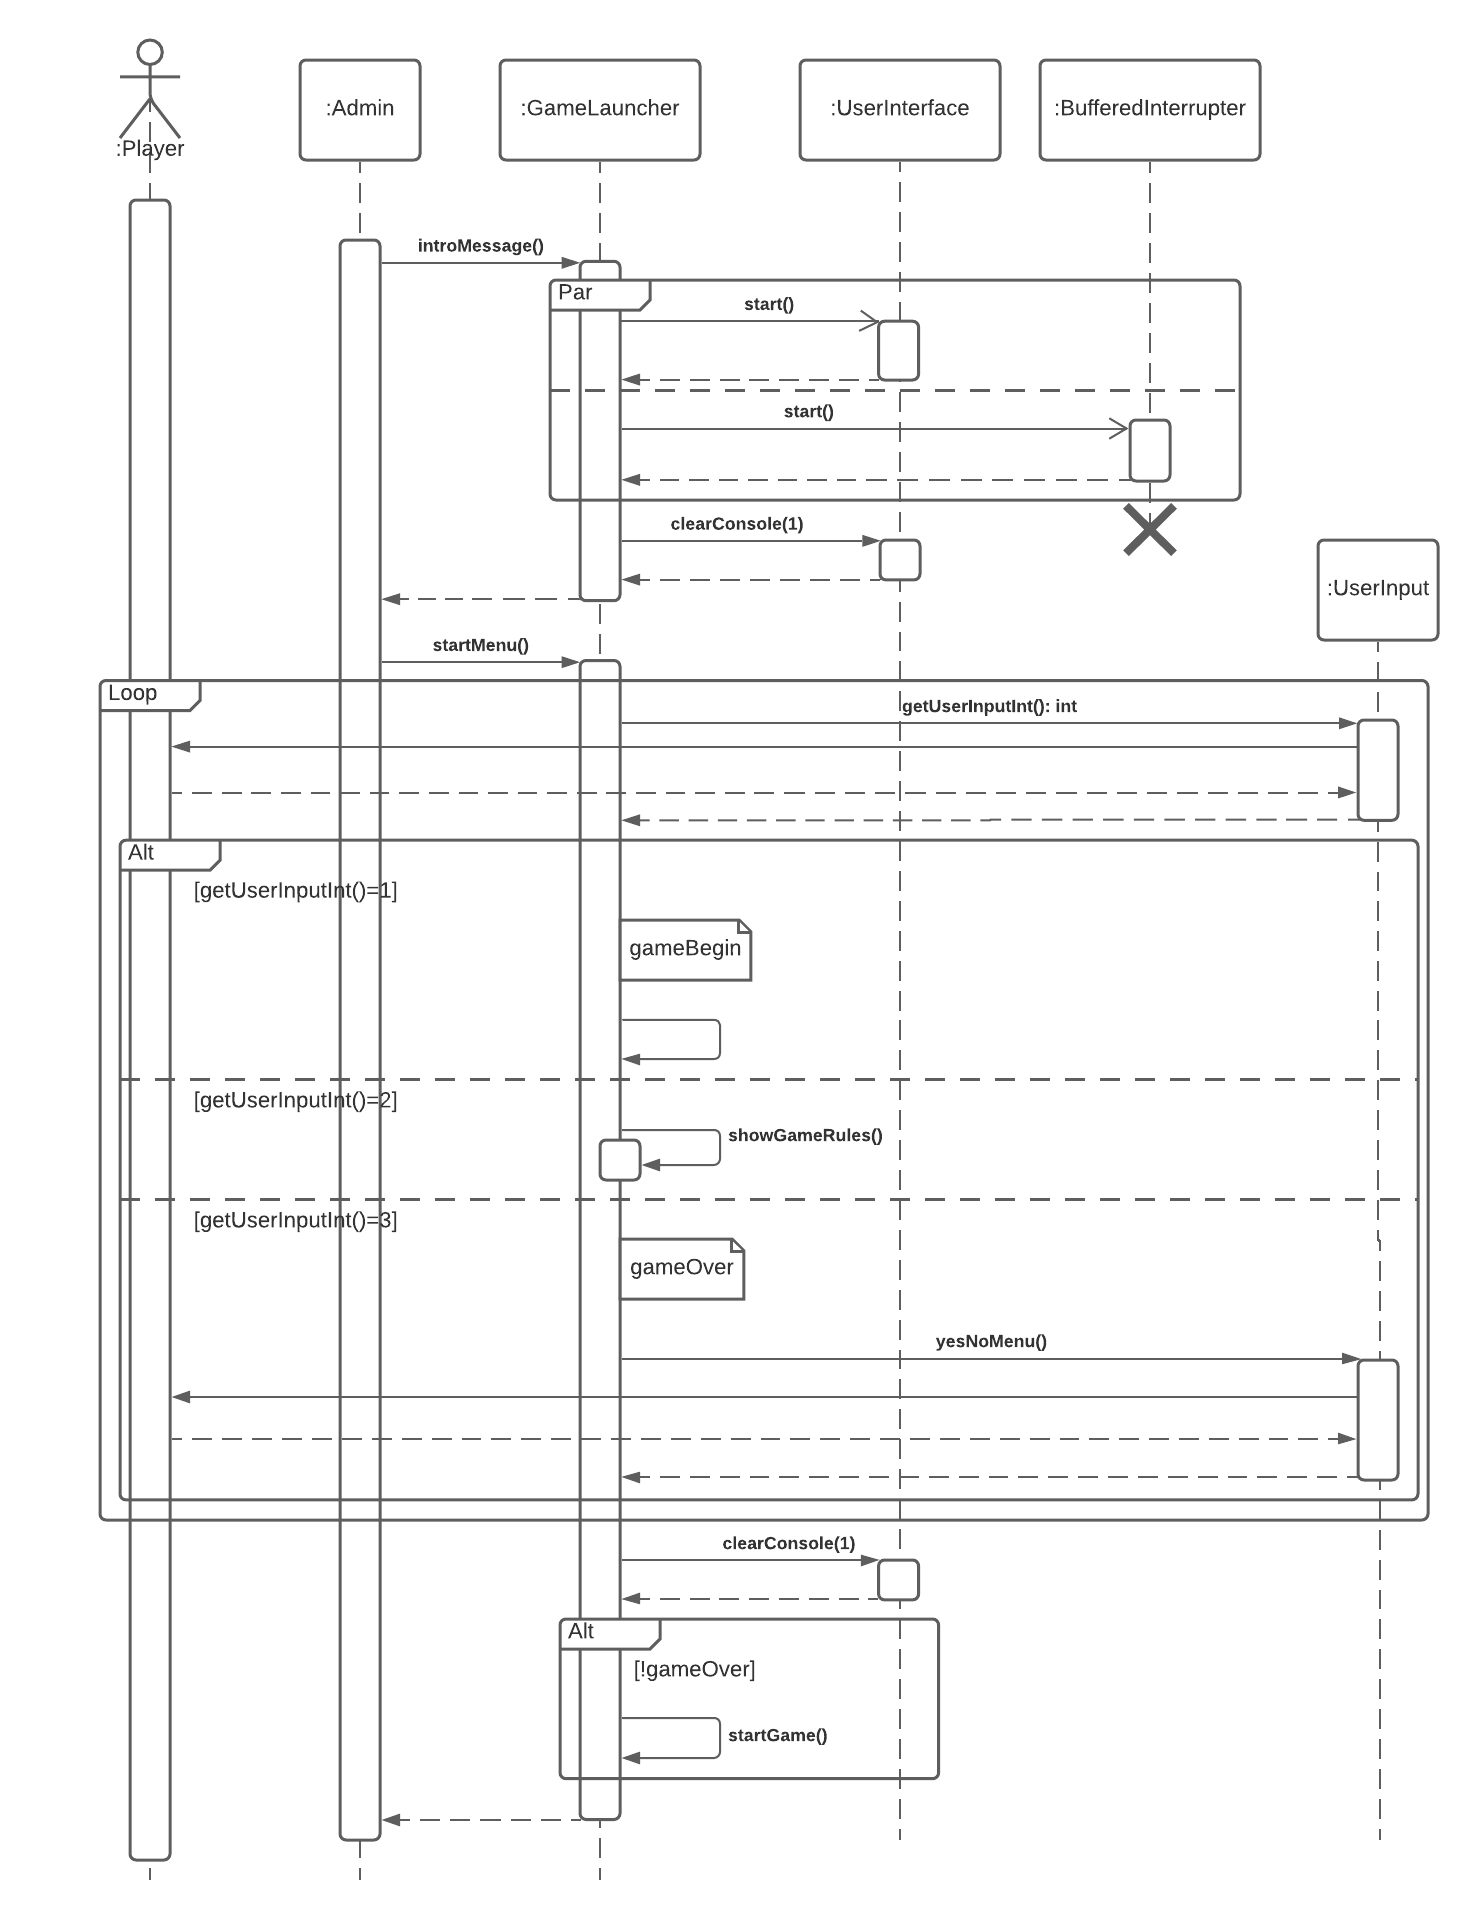 :Player
:Admin
:GameLauncher
:UserInterface
:BufferedInterrupter
introMessage()
Par
start()
start()
clearConsole(1)
:UserInput
startMenu()
Loop
getUserInputInt(): int
Alt
[getUserInputInt()=1]
gameBegin
[getUserInputInt()=2]
showGameRules()
[getUserInputInt()=3]
gameOver
yesNoMenu()
clearConsole(1)
Alt
[!gameOver]
startGame()